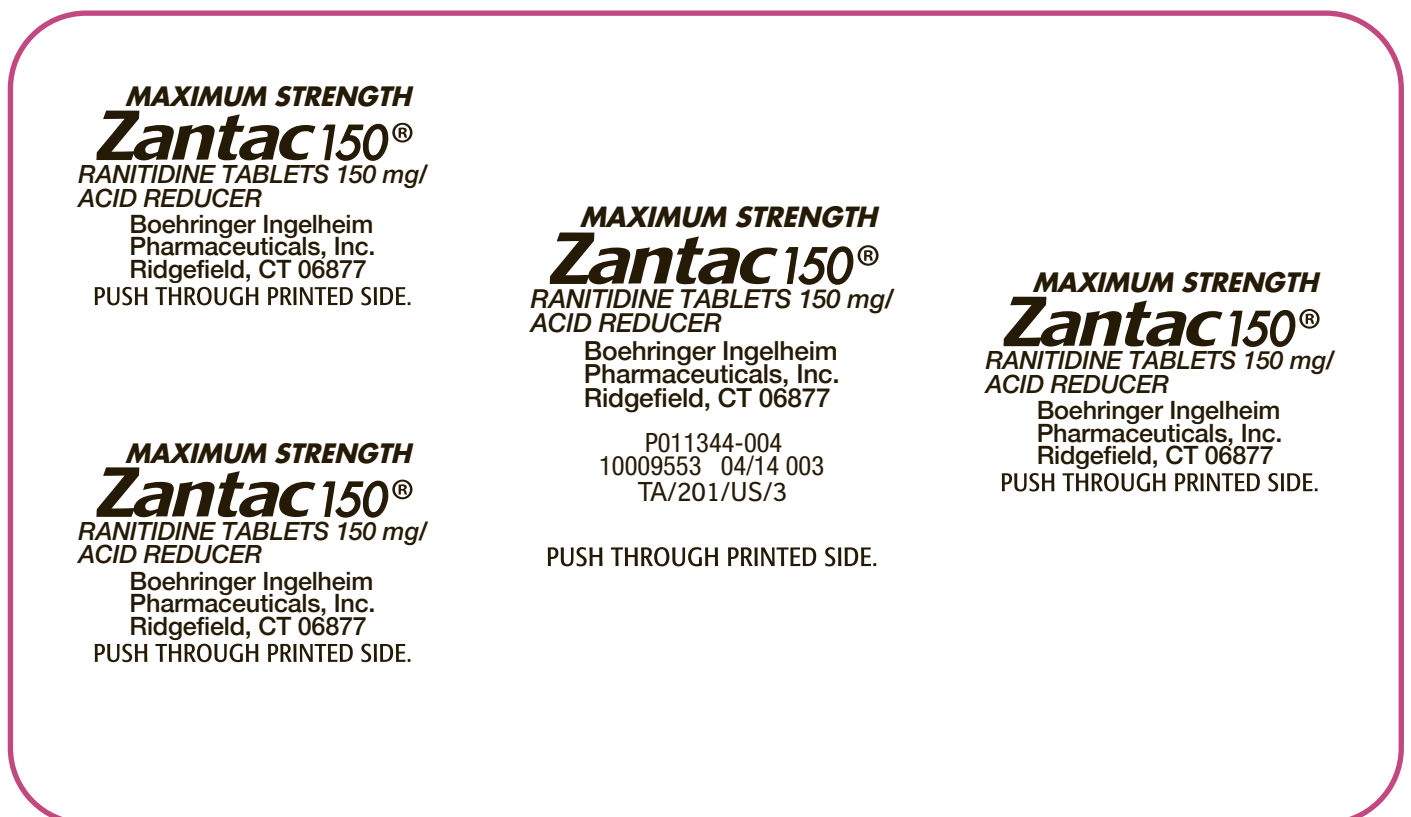 MAXIMUM STRENGTH
Zantac 150®
RANITIDINE TABLETS 150 mg/
ACID REDUCER
Boehringer Ingelheim
Pharmaceuticals, Inc.
Ridgefield, CT 06877
PUSH THROUGH PRINTED SIDE.
MAXIMUM STRENGTH
Zantac 150®
RANITIDINE TABLETS 150 mg/
ACID REDUCER
Boehringer Ingelheim
Pharmaceuticals, Inc.
Ridgefield, CT 06877
PUSH THROUGH PRINTED SIDE.
MAXIMUM STRENGTH
Zantac 150®
RANITIDINE TABLETS 150 mg/
ACID REDUCER
Boehringer Ingelheim
Pharmaceuticals, Inc.
Ridgefield, CT 06877
P011344-004
10009553 04/14 003
TA/201/US/3
PUSH THROUGH PRINTED SIDE.
MAXIMUM STRENGTH
Zantac 150®
RANITIDINE TABLETS 150 mg/
ACID REDUCER
Boehringer Ingelheim
Pharmaceuticals, Inc.
Ridgefield, CT 06877
PUSH THROUGH PRINTED SIDE.